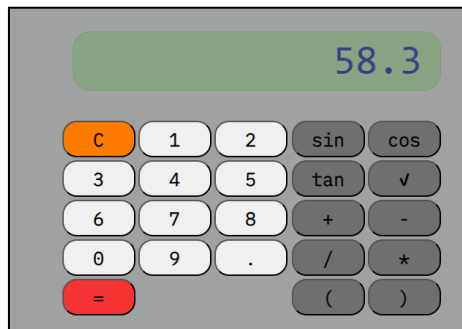 58.3
C 1 2 sin cos
3 4 5 tan √
6 7 8 + -
0 9 . / *
= ( )